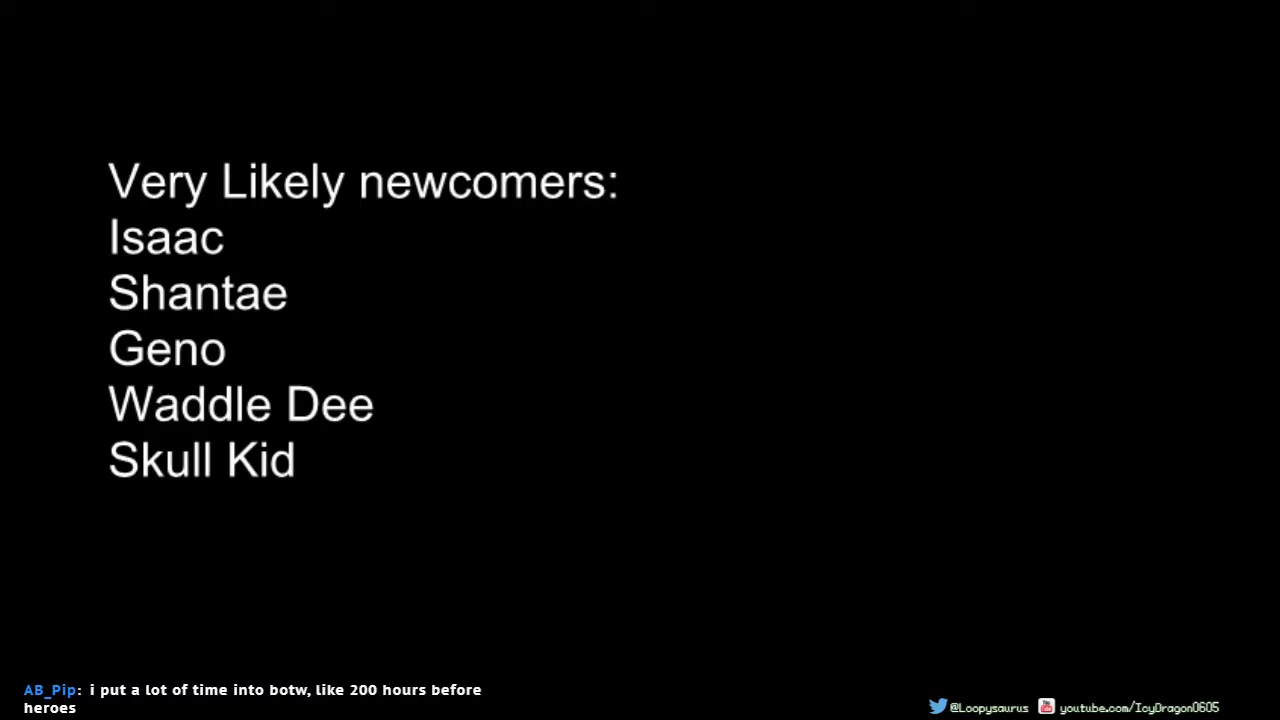 Very Likely newcomers:
Isaac
Shantae
Geno
Waddle Dee
Skull Kid
AB_Pip: i put a lot of time into botw, like 200 hours before
heroes
@Loopysaurus youtube.com/IcyDragon0605